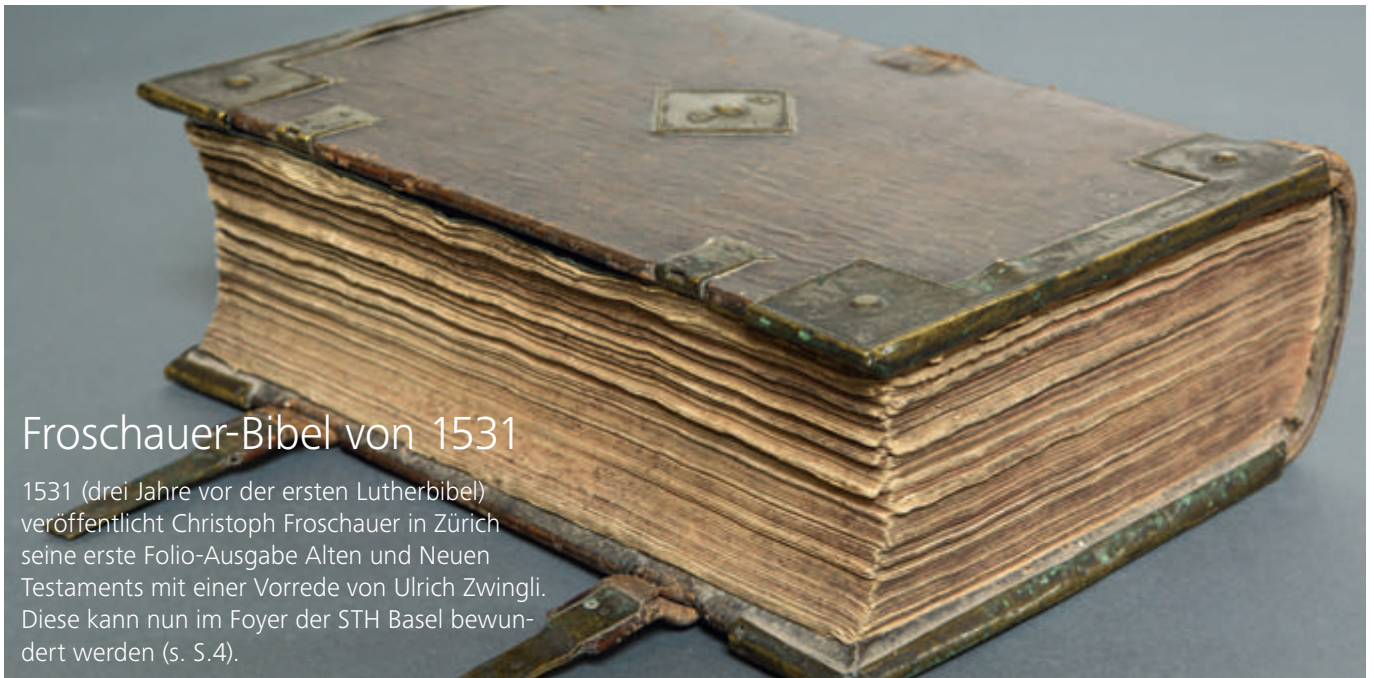 Froschauer-Bibel von 1531
1531 (drei Jahre vor der ersten Lutherbibel)
veröffentlicht Christoph Froschauer in Zürich
seine erste Folio-Ausgabe Alten und Neuen
Testaments mit einer Vorrede von Ulrich Zwingli.
Diese kann nun im Foyer der STH Basel bewun-
dert werden (s. S.4).